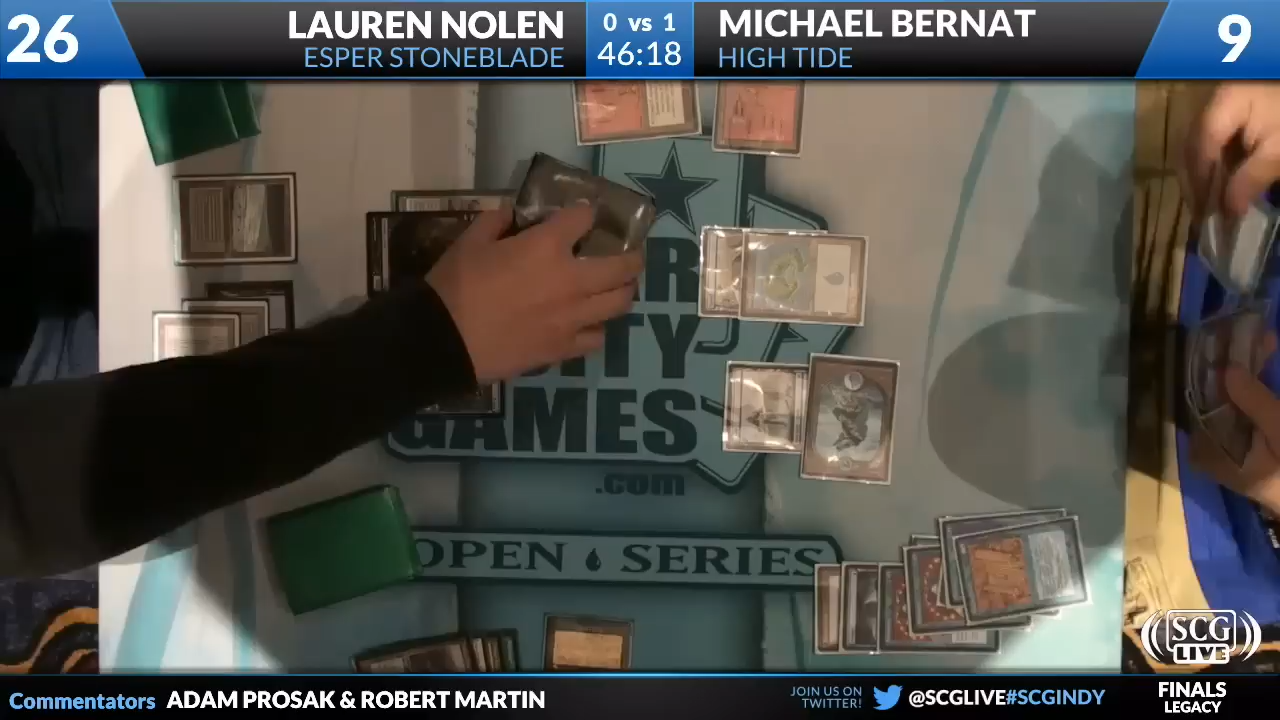 26
LAUREN NOLEN
ESPER STONEBLADE
0 vs 1
46:18
MICHAEL BERNAT
HIGH TIDE
9
CITY
GAMES
.com
OPEN SERIES
Commentators ADAM PROSAK & ROBERT MARTIN
JOIN US ON
TWITTER!
@SCGLIVE#SCGINDY
SCG
LIVE
FINALS
LEGACY